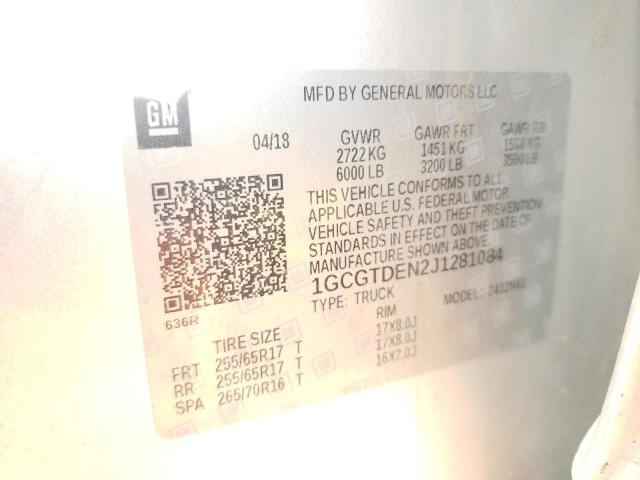 GM
MFD BY GENERAL MOTORS LLC
04/18 GVWR GAWR FRT GAWR RR
2722 KG 1451 KG KG
6000 LB 3200 LB 3500 LB
THIS VEHICLE CONFORMS TO ALL
APPLICABLE U.S. FEDERAL MOTOR
VEHICLE SAFETY AND THEFT PREVENTION
STANDARDS IN EFFECT ON THE DATE OF
MANUFACTURE SHOWN ABOVE.
1GCGTDEN2J1281084
TYPE: TRUCK MODEL:
636R
TIRE SIZE RIM
FRT 255/65R17 T 17X8.0J
RR 255/65R17 T 17X8.0J
SPA 265/70R16 T 16X7.0J